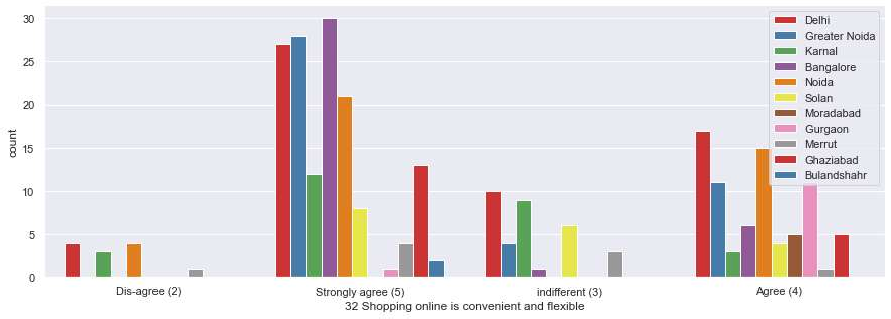 30
25
20
15
10
5
0
count
Dis-agree (2)
Strongly agree (5)
indifferent (3)
Agree (4)
32 Shopping online is convenient and flexible
Delhi
Greater Noida
Karnal
Bangalore
Noida
Solan
Moradabad
Gurgaon
Merrut
Ghaziabad
Bulandshahr